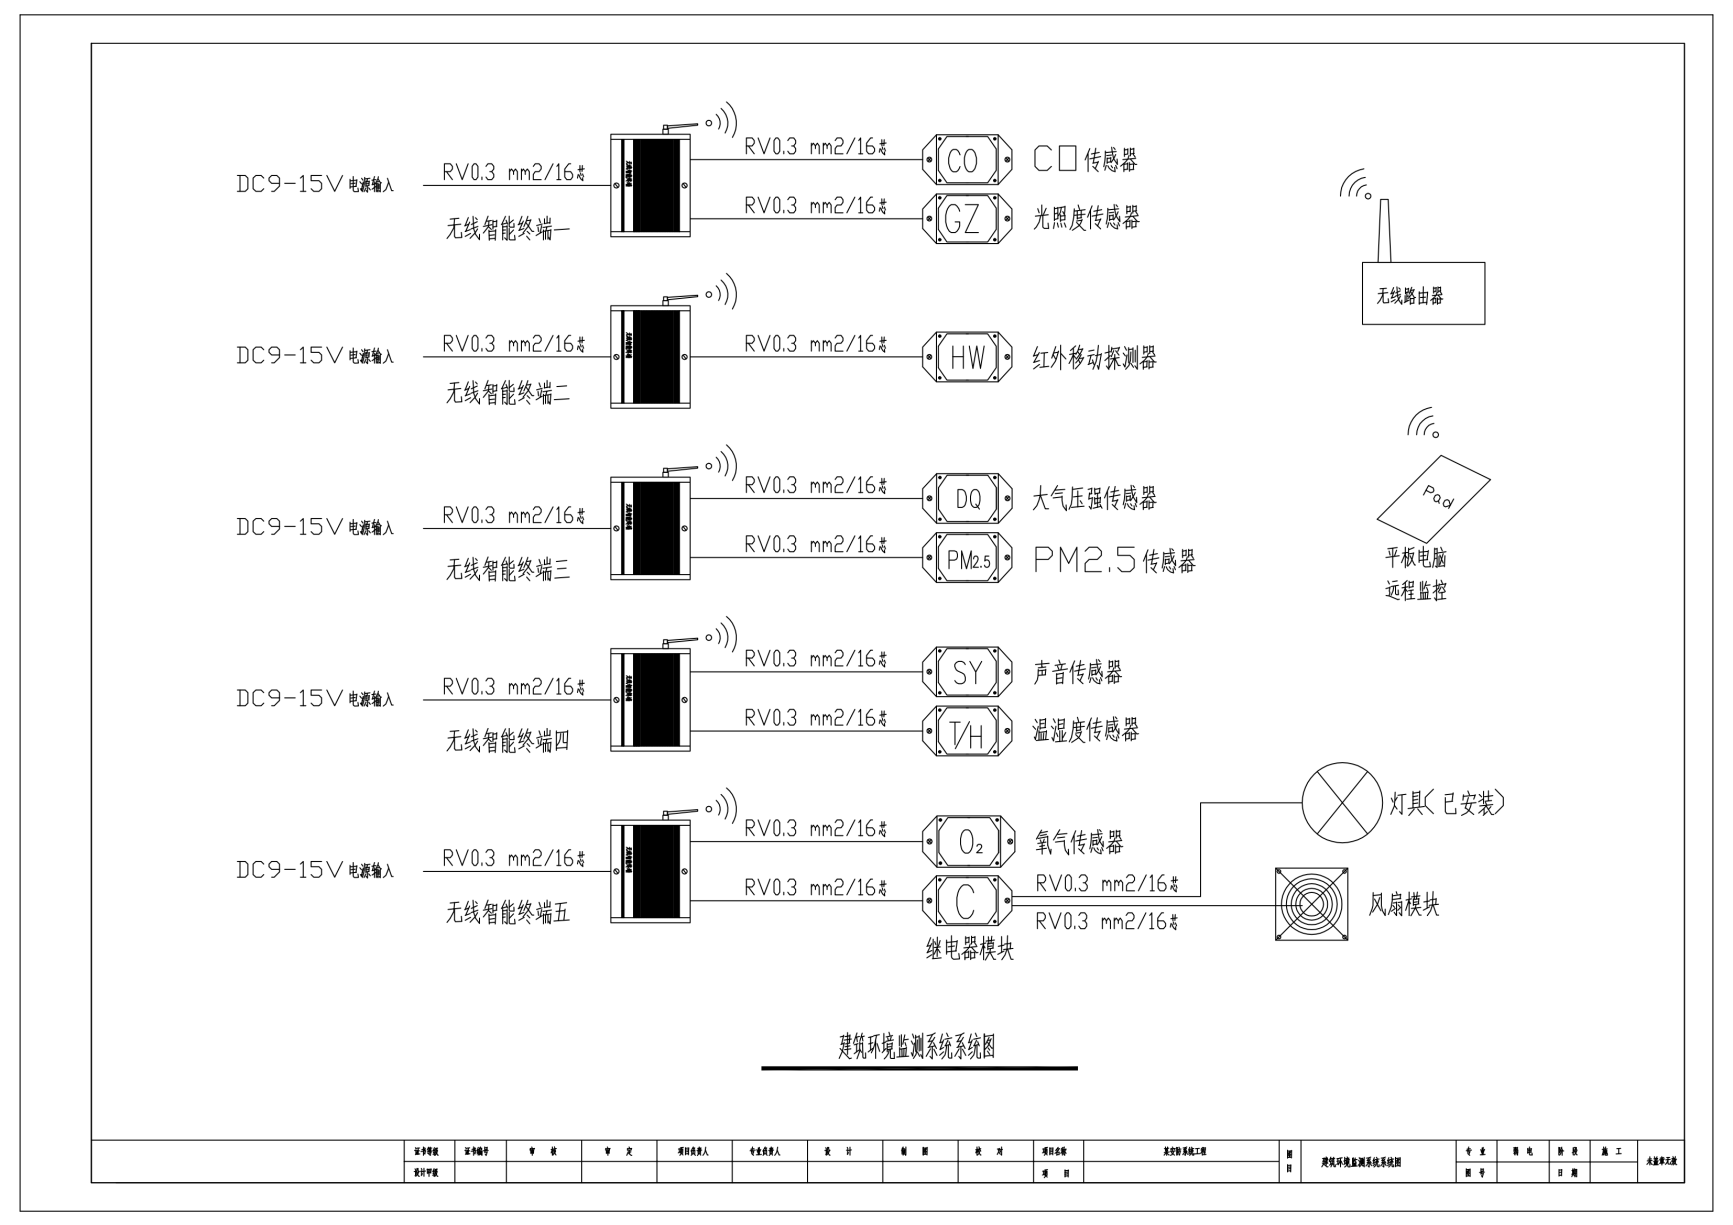 RV0.3 mm2/16芯 CO CO传感器
DC9-15V电源输入 RV0.3 mm2/16芯
无线智能终端一 RV0.3 mm2/16芯 GZ 光照度传感器
无线路由器
DC9-15V电源输入 RV0.3 mm2/16芯 RV0.3 mm2/16芯 HW 红外移动探测器
无线智能终端二
RV0.3 mm2/16芯 DQ 大气压强传感器
Pad
DC9-15V电源输入 RV0.3 mm2/16芯
无线智能终端三 RV0.3 mm2/16芯 PM2.5 PM2.5传感器
平板电脑
远程监控
RV0.3 mm2/16芯 SY 声音传感器
DC9-15V电源输入 RV0.3 mm2/16芯
无线智能终端四 RV0.3 mm2/16芯 T/H 温湿度传感器
灯具(已安装)
RV0.3 mm2/16芯 O2 氧气传感器
DC9-15V电源输入 RV0.3 mm2/16芯
无线智能终端五 RV0.3 mm2/16芯 C RV0.3 mm2/16芯
RV0.3 mm2/16芯 风扇模块
继电器模块
建筑环境监测系统系统图
证书等级 证书编号 审 核 审 定 项目负责人 专业负责人 设 计 制 图 校 对 项目名称 某安防系统工程 图 专 业 弱 电 阶 段 施 工
设计甲级 项 目 目 建筑环境监测系统系统图 图 号 日 期 未盖章无效